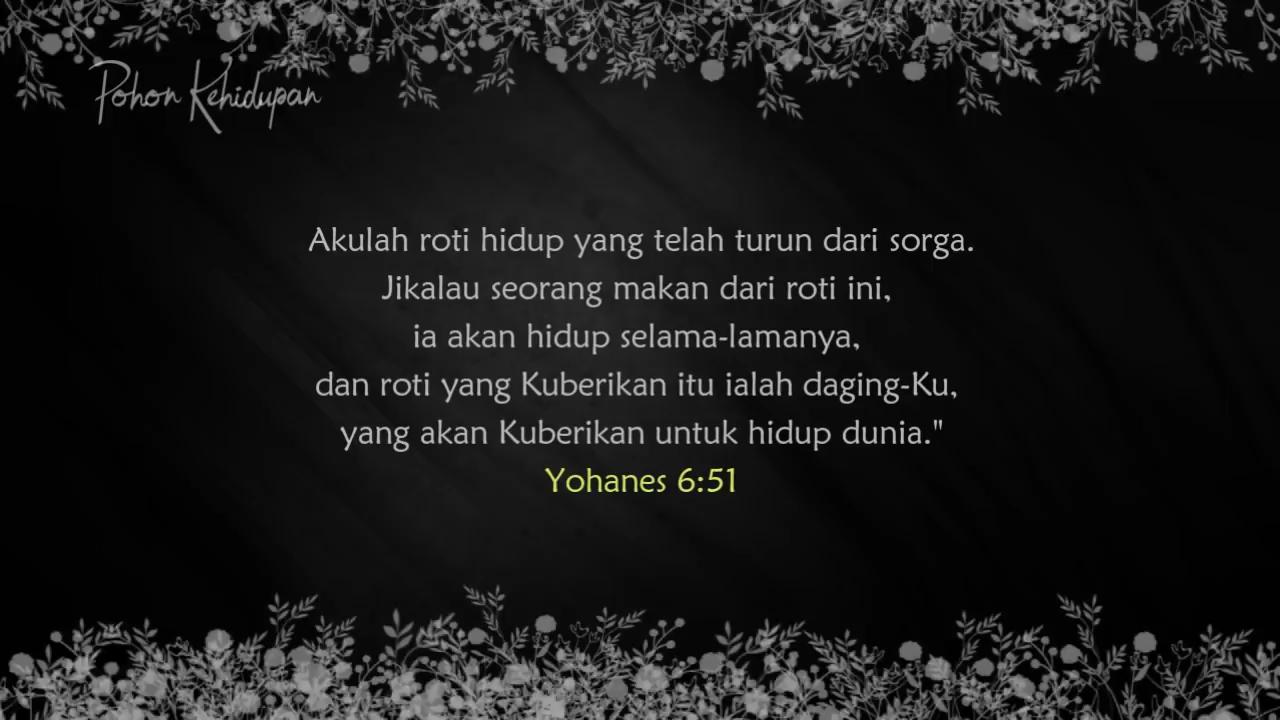 Pohon Kehidupan
Akulah roti hidup yang telah turun dari sorga.
Jikalau seorang makan dari roti ini,
ia akan hidup selama-lamanya,
dan roti yang Kuberikan itu ialah daging-Ku,
yang akan Kuberikan untuk hidup dunia."
Yohanes 6:51